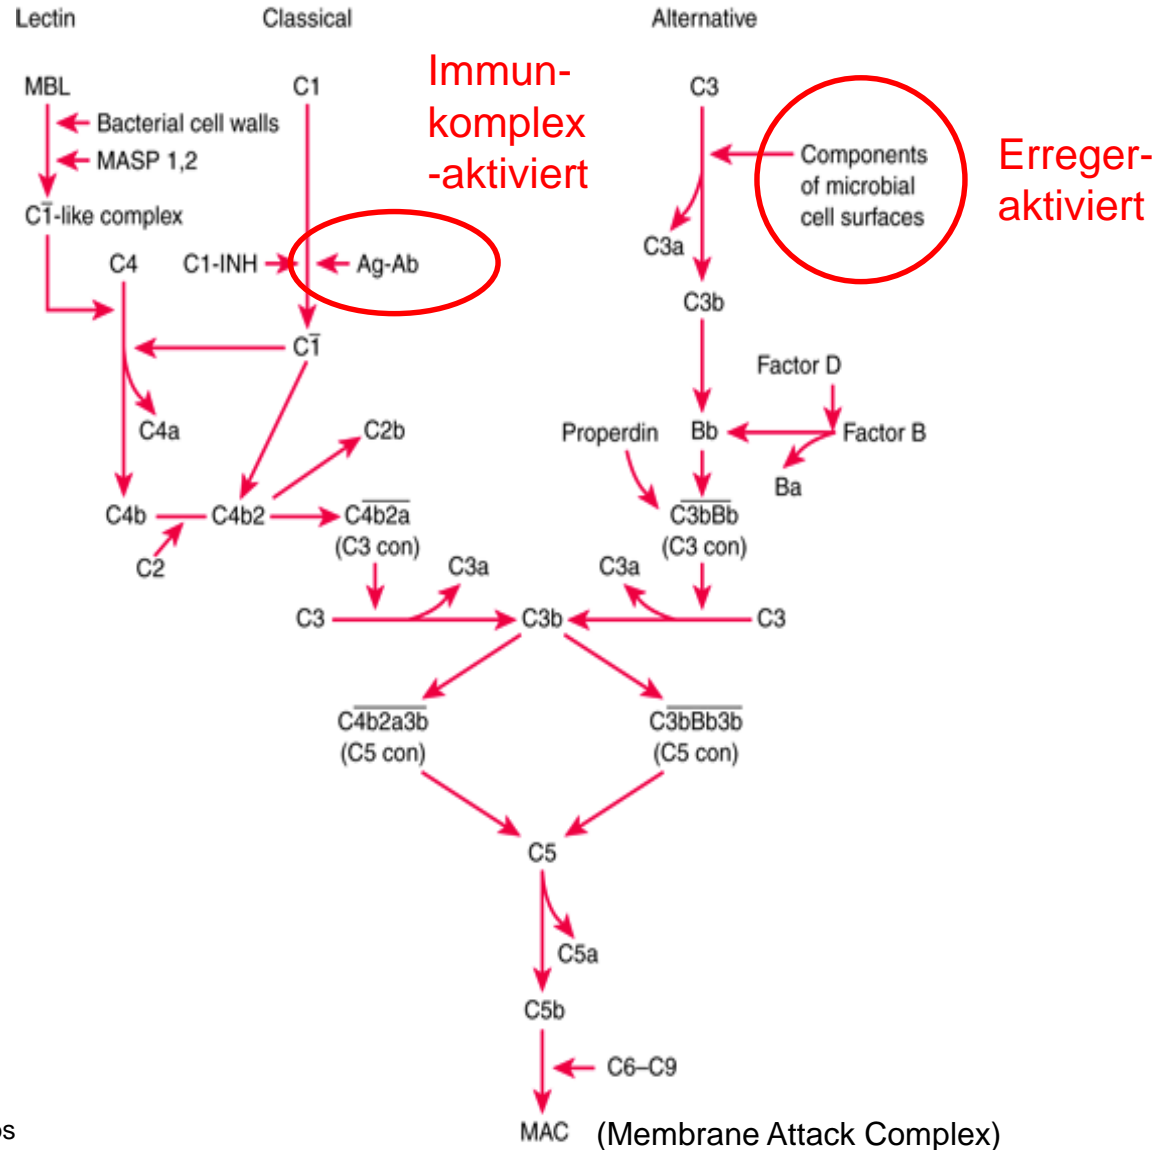 Lectin
Classical
Alternative
MBL
C1
Immun-
komplex
-aktiviert
C3
Bacterial cell walls
MASP 1,2
Components
of microbial
cell surfaces
Erreger-
aktiviert
C1̅-like complex
C3a
C4
C1-INH
Ag-Ab
C3b
C1̅
Factor D
C4a
C2b
Properdin
Bb
Factor B
Ba
C4b
C4b2
C4b2a
(C3 con)
C3bBb
(C3 con)
C2
C3a
C3a
C3
C3b
C3
C4b2a3b
(C5 con)
C3bBb3b
(C5 con)
C5
C5a
C5b
C6–C9
MAC (Membrane Attack Complex)